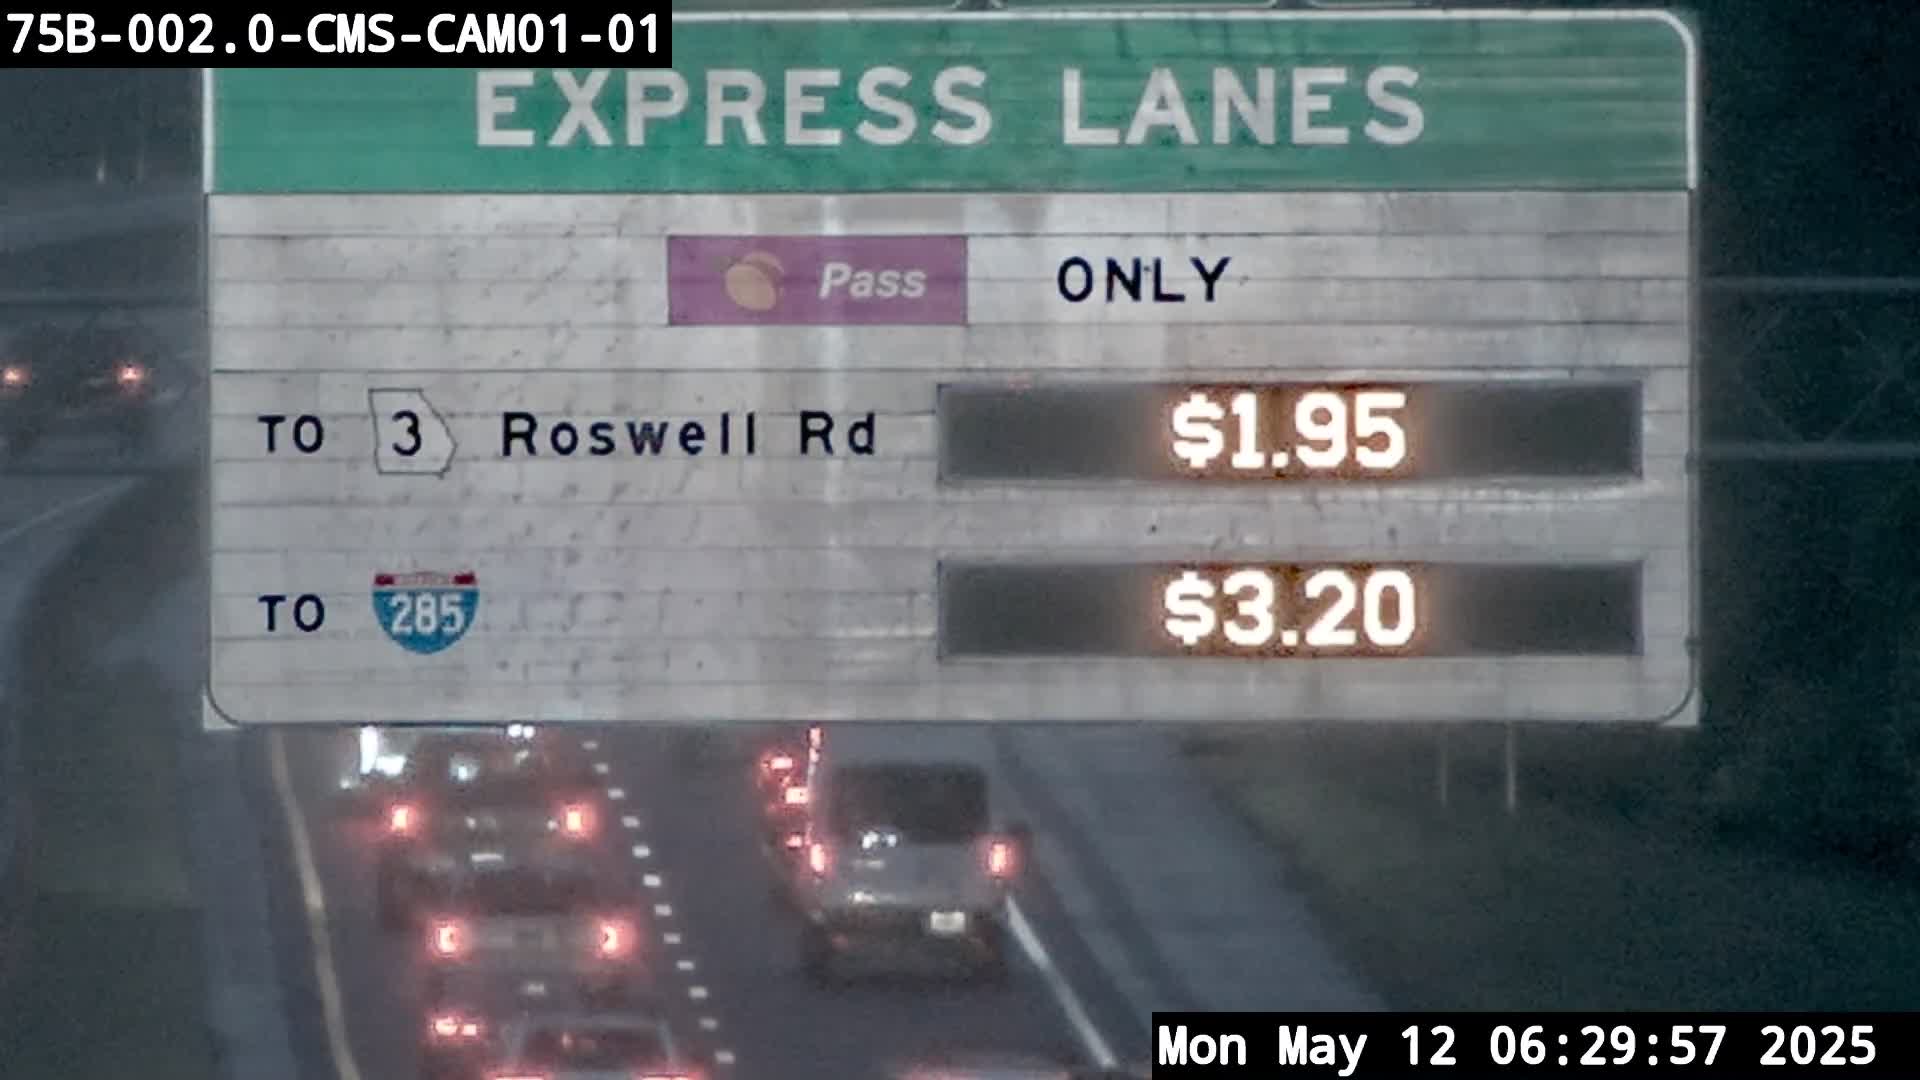 75B-002.0-CMS-CAM01-01
EXPRESS LANES
Pass ONLY
TO 3 Roswell Rd $1.95
TO 285 $3.20
Mon May 12 06:29:57 2025